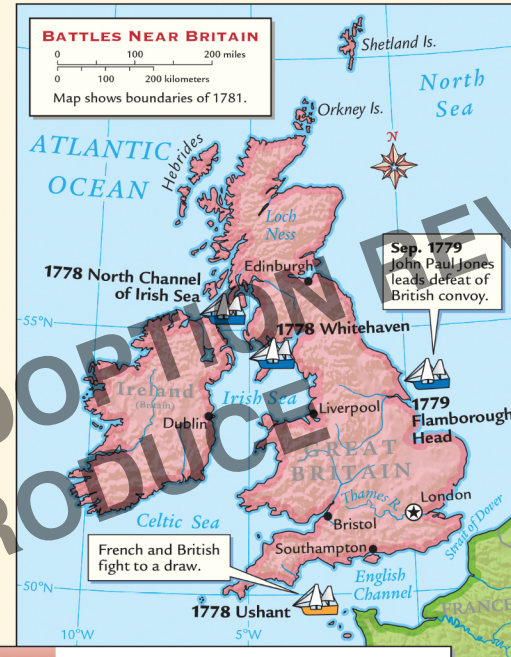 BATTLES NEAR BRITAIN
0 100 200 miles
0 100 200 kilometers
Map shows boundaries of 1781.
Shetland Is.
North
Sea
Orkney Is.
N
ATLANTIC
OCEAN
Hebrides
Loch
Ness
Sep. 1779
John Paul Jones
leads defeat of
British convoy.
Edinburgh
1778 North Channel
of Irish Sea
55°N
1778 Whitehaven
Ireland
(Britain)
Irish Sea
Dublin
Liverpool
1779
Flamborough
Head
GREAT
BRITAIN
Thames R.
London
Bristol
Celtic Sea
Southampton
Strait of Dover
French and British
fight to a draw.
English
Channel
50°N
1778 Ushant
FRANCE
10°W
5°W